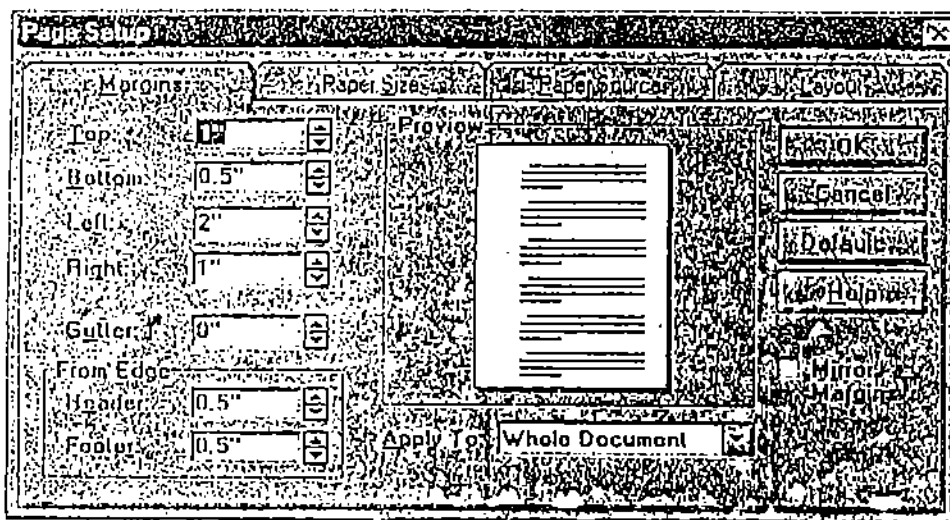 Page Setup
Margins Paper Size Paper Source Layout
Top 1"
Bottom 0.5"
Left 2"
Right 1"
Gutter 0"
From Edge
Header 0.5"
Footer 0.5"
Preview
Apply To: Whole Document
OK
Cancel
Default
Help
Mirror
Margins